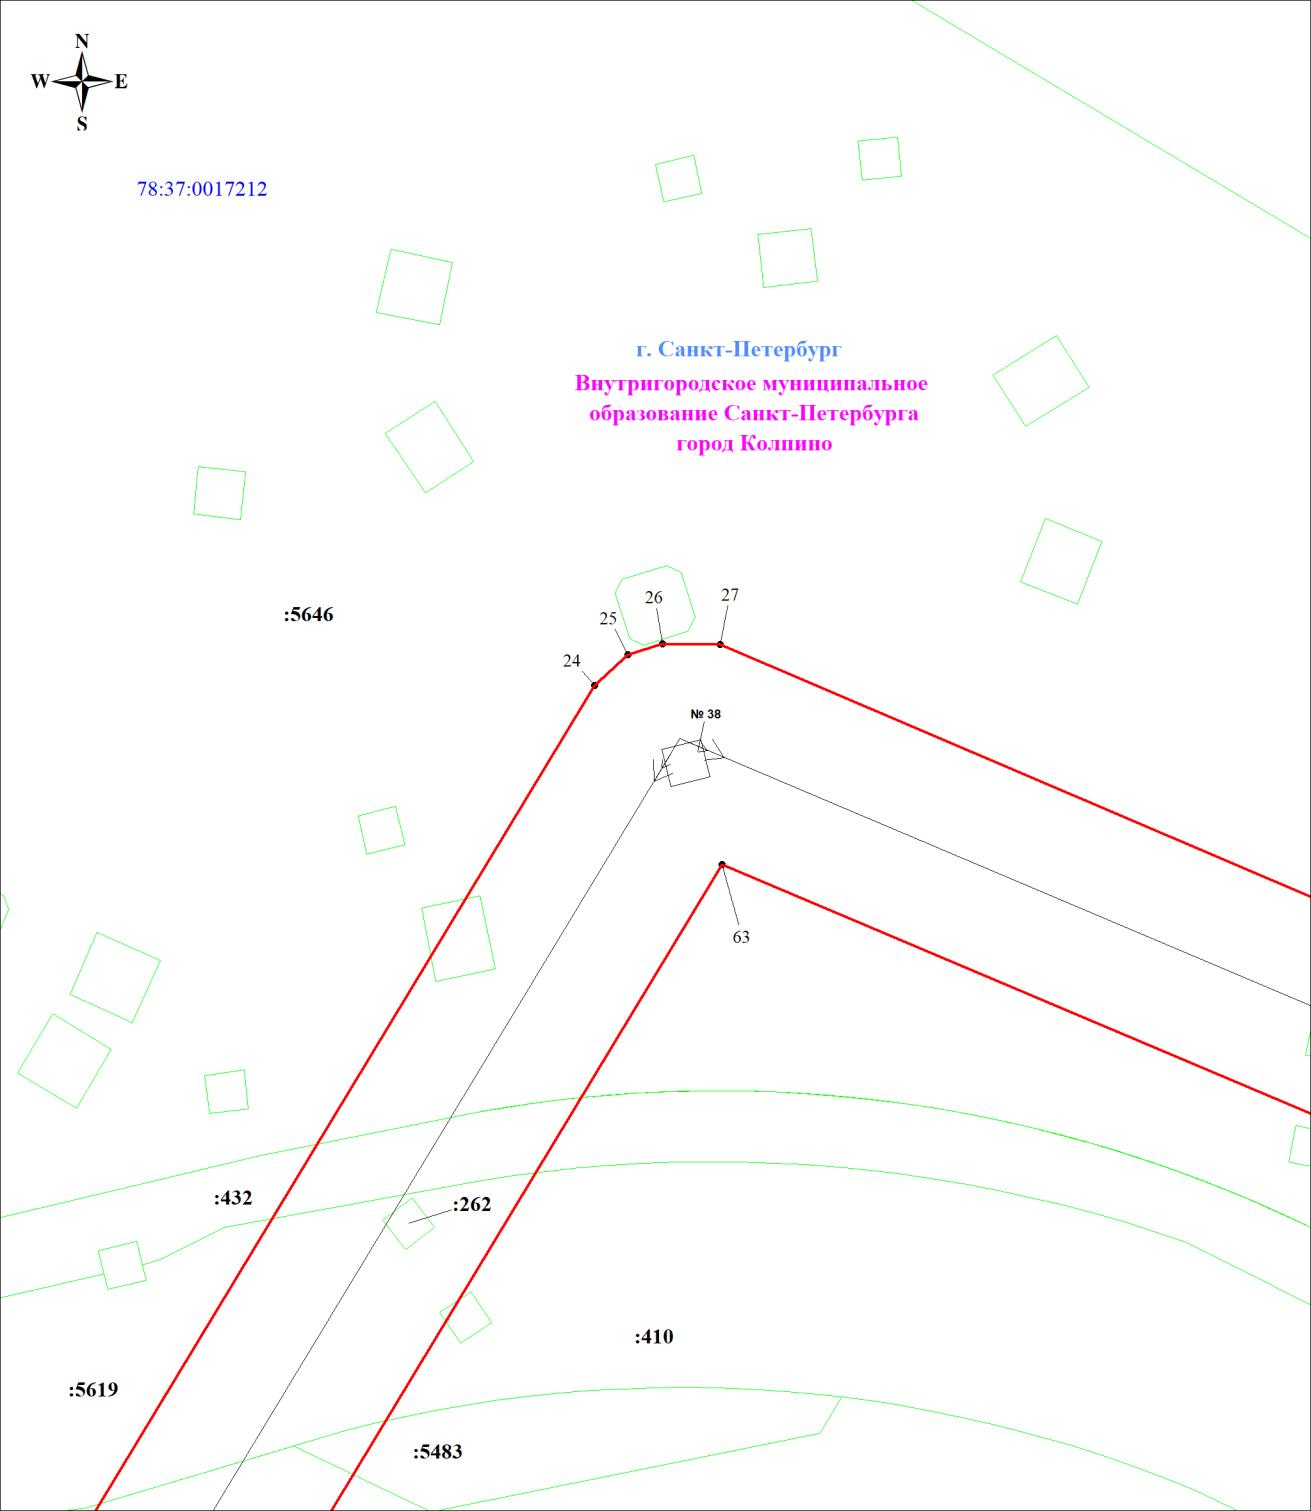 N
W E
S
78:37:0017212
г. Санкт-Петербург
Внутригородское муниципальное
образование Санкт-Петербурга
город Колпино
:5646
26
27
25
24
№ 38
63
:432
:262
:410
:5619
:5483